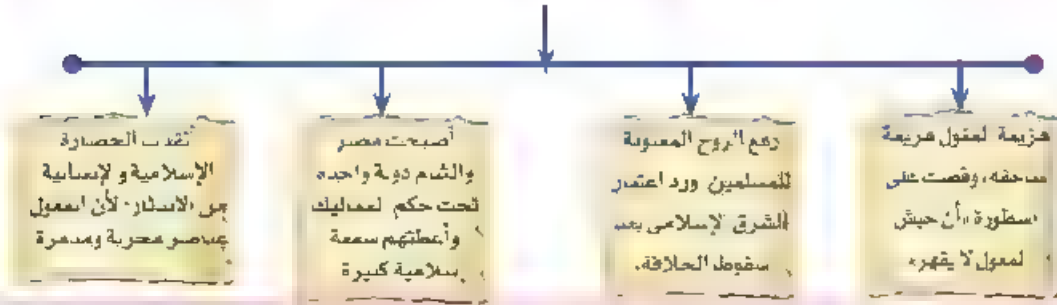 هزيمة المغول هزيمة
ساحقة، وقضت على
أسطورة «أن جيش
المغول لا يقهر»
رفع الروح المعنوية
للمسلمين ورد اعتبار
الشرق الإسلامى بعد
سقوط الخلافة.
أصبحت مصر
والشام دولة واحدة
تحت حكم المماليك
وأعطتهم سمعة
إسلامية كبيرة
أنقذت الحضارة
الإسلامية والإنسانية
من الاندثار؛ لأن المغول
عناصر مخربة ومدمرة